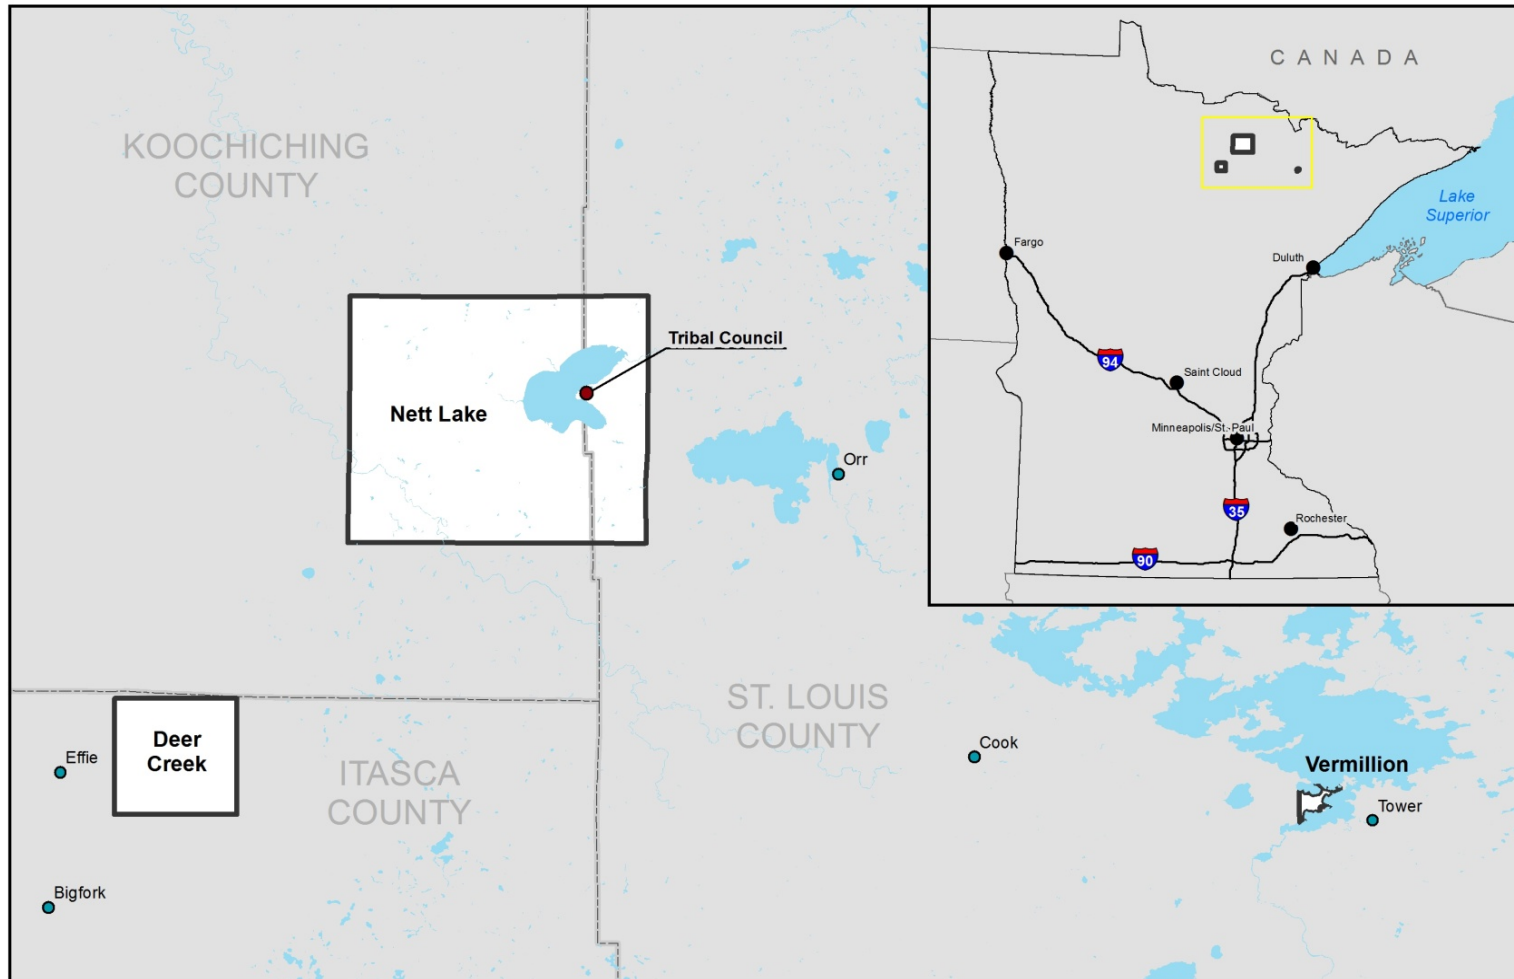 KOOCHICHING
COUNTY
Tribal Council
Nett Lake
Orr
Deer
Creek
Effie
Bigfork
ITASCA
COUNTY
ST. LOUIS
COUNTY
Cook
Vermillion
Tower
CANADA
Lake
Superior
Fargo
Duluth
94
Saint Cloud
Minneapolis/St. Paul
35
Rochester
90